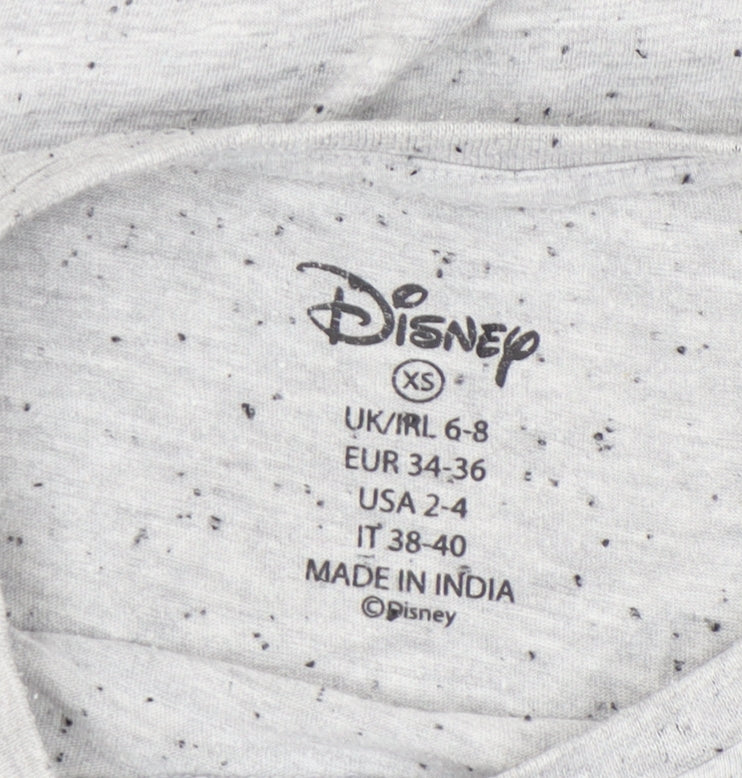 Disney
XS
UK/IRL 6-8
EUR 34-36
USA 2-4
IT 38-40
MADE IN INDIA
©Disney